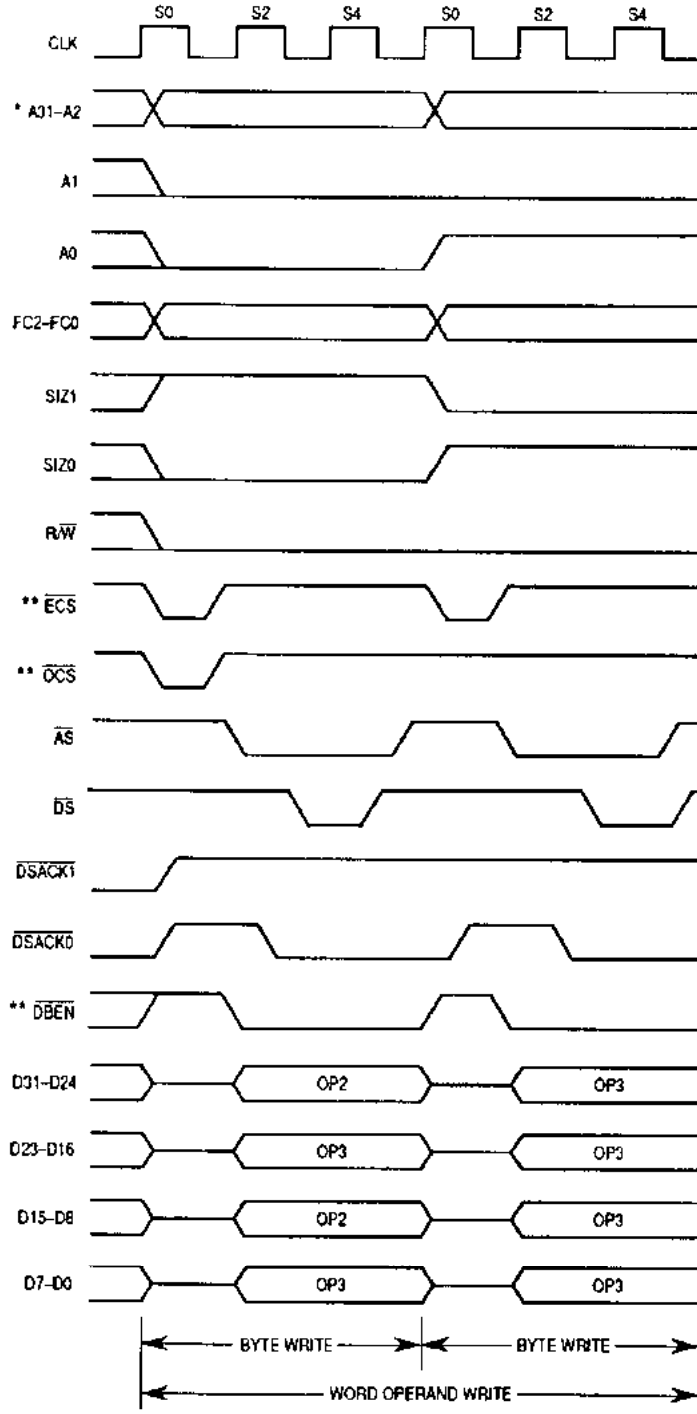 S0 S2 S4 S0 S2 S4
CLK
* A31–A2
A1
A0
FC2–FC0
SIZ1
SIZ0
R/W
** ECS
** OCS
AS
DS
DSACK1
DSACK0
** DBEN
D31–D24 OP2 OP3
D23–D16 OP3 OP3
D15–D8 OP2 OP3
D7–D0 OP3 OP3
BYTE WRITE BYTE WRITE
WORD OPERAND WRITE